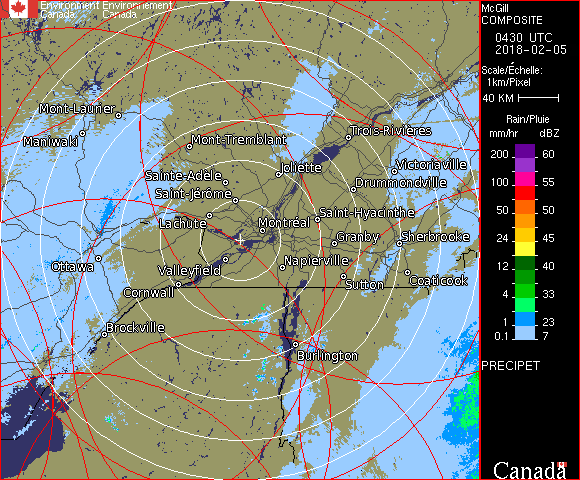 Environment Environnement
Canada Canada
McGill
COMPOSITE
0430 UTC
2018-02-05
Scale/Échelle:
1km/Pixel
40 KM
Rain/Pluie
mm/hr dBZ
200 60
100 55
50 50
24 45
12 40
4 33
1 23
0.1 7
PRECIPET
Canada
Mont-Laurier
Maniwaki
Mont-Tremblant
Trois-Rivières
Joliette
Victoriaville
Sainte-Adèle
Drummondville
Saint-Jérôme
Lachute
Saint-Hyacinthe
Montréal
Granby
Sherbrooke
Ottawa
Valleyfield
Napierville
Cornwall
Sutton
Coaticook
Brockville
Burlington